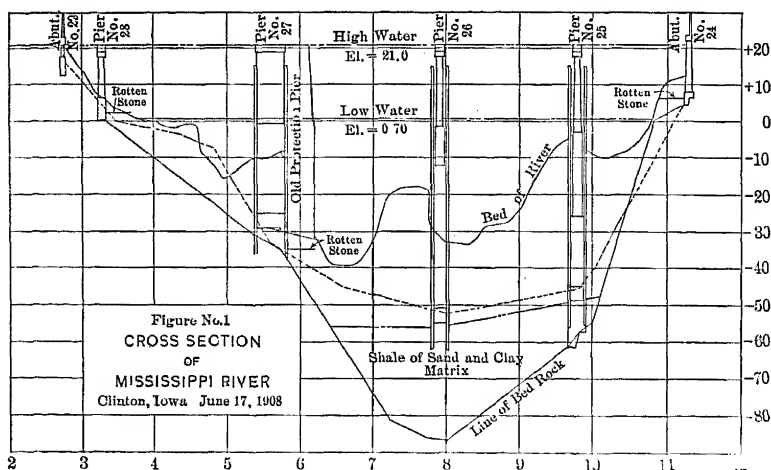 Abut.
No. 29
Pier
No. 28
Pier
No. 27
Pier
No. 26
Pier
No. 25
Abut.
No. 24
High Water
El. = 21.0
Low Water
El. = 0.70
Rotten
Stone
Old Protection Pier
Rotten
Stone
Rotten
Stone
Bed of River
Shale of Sand and Clay
Matrix
Line of Bed Rock
Figure No.1
CROSS SECTION
OF
MISSISSIPPI RIVER
Clinton, Iowa June 17, 1908
+20
+10
0
-10
-20
-30
-40
-50
-60
-70
-80
2 3 4 5 6 7 8 9 10 11